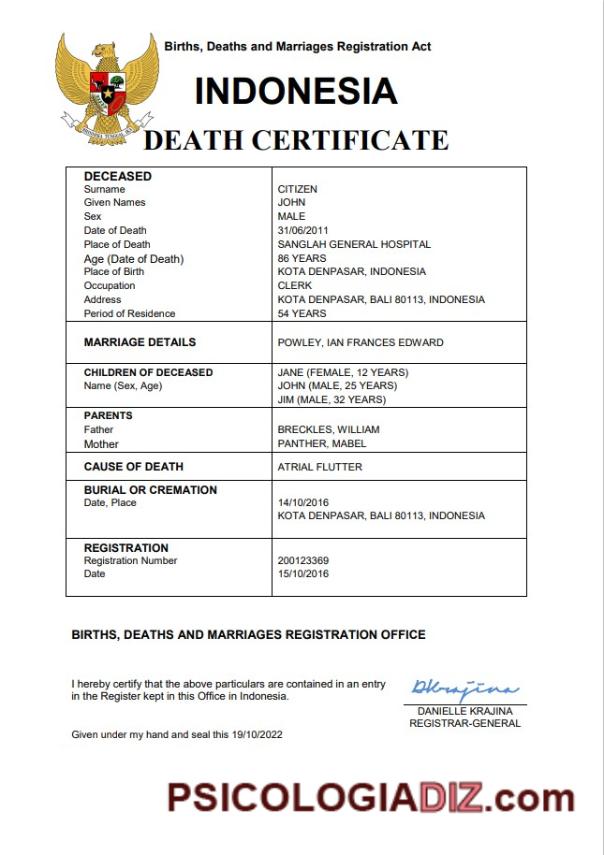 Births, Deaths and Marriages Registration Act
INDONESIA
DEATH CERTIFICATE
DECEASED
Surname CITIZEN
Given Names JOHN
Sex MALE
Date of Death 31/06/2011
Place of Death SANGLAH GENERAL HOSPITAL
Age (Date of Death) 86 YEARS
Place of Birth KOTA DENPASAR, INDONESIA
Occupation CLERK
Address KOTA DENPASAR, BALI 80113, INDONESIA
Period of Residence 54 YEARS
MARRIAGE DETAILS POWLEY, IAN FRANCES EDWARD
CHILDREN OF DECEASED JANE (FEMALE, 12 YEARS)
Name (Sex, Age) JOHN (MALE, 25 YEARS)
JIM (MALE, 32 YEARS)
PARENTS
Father BRECKLES, WILLIAM
Mother PANTHER, MABEL
CAUSE OF DEATH ATRIAL FLUTTER
BURIAL OR CREMATION
Date, Place 14/10/2016
KOTA DENPASAR, BALI 80113, INDONESIA
REGISTRATION
Registration Number 200123369
Date 15/10/2016
BIRTHS, DEATHS AND MARRIAGES REGISTRATION OFFICE
I hereby certify that the above particulars are contained in an entry
in the Register kept in this Office in Indonesia.
Dkrajina
DANIELLE KRAJINA
REGISTRAR-GENERAL
Given under my hand and seal this 19/10/2022
PSICOLOGIADIZ.com